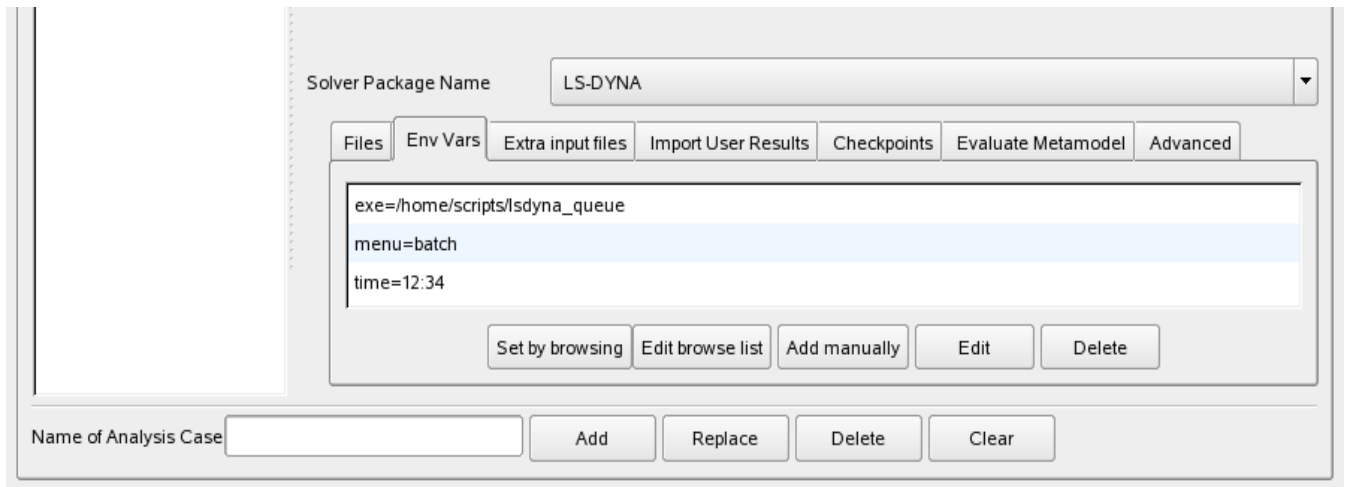 Solver Package Name LS-DYNA
Files Env Vars Extra input files Import User Results Checkpoints Evaluate Metamodel Advanced
exe=/home/scripts/lsdyna_queue
menu=batch
time=12:34
Set by browsing Edit browse list Add manually Edit Delete
Name of Analysis Case Add Replace Delete Clear